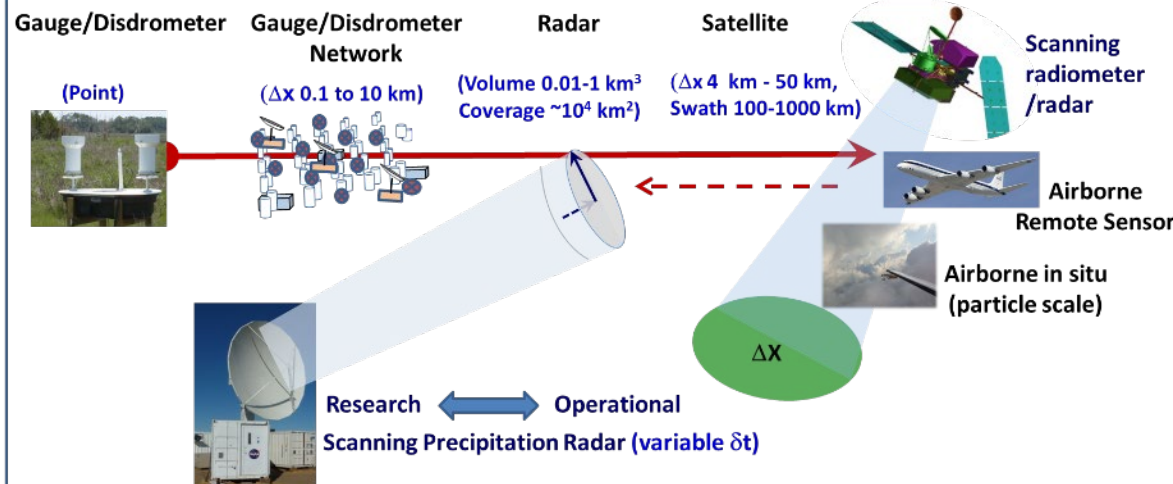 Gauge/Disdrometer
(Point)
Gauge/Disdrometer
Network
(Δx 0.1 to 10 km)
Radar
(Volume 0.01-1 km³
Coverage ~10⁴ km²)
Satellite
(Δx 4 km - 50 km,
Swath 100-1000 km)
Scanning
radiometer
/radar
Airborne
Remote Sensor
Airborne in situ
(particle scale)
ΔX
Research
Operational
Scanning Precipitation Radar (variable δt)